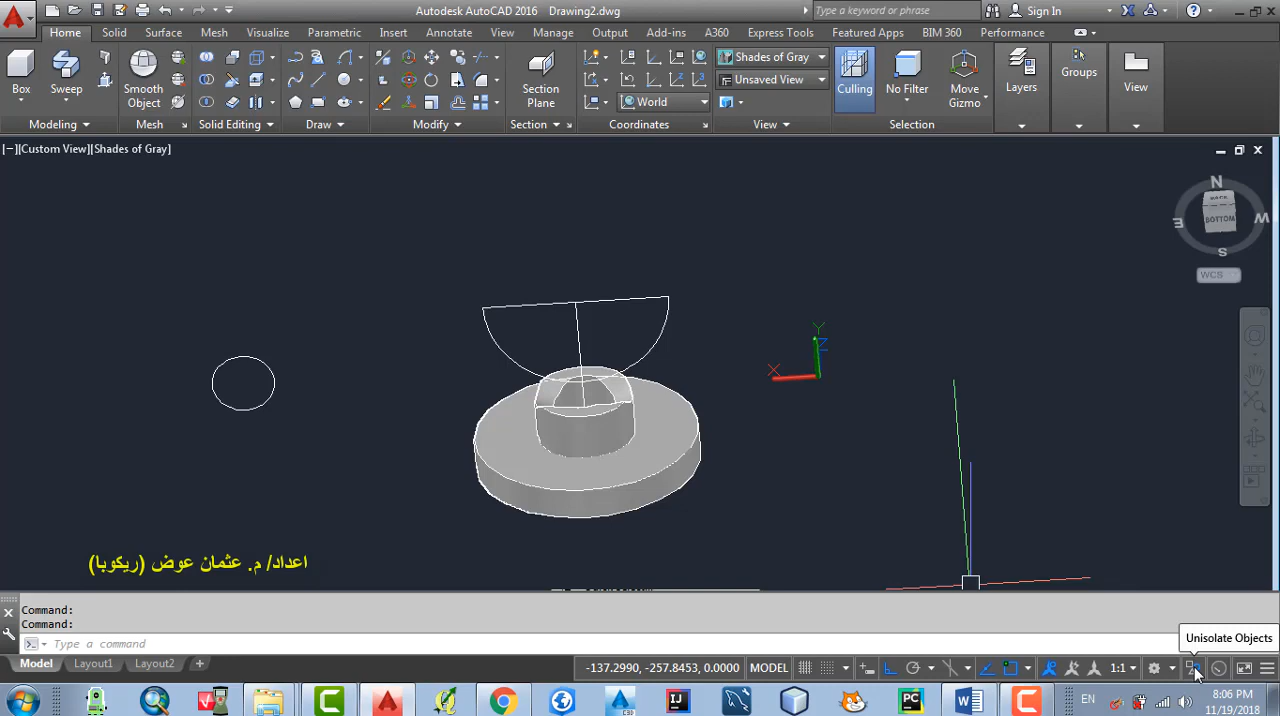 Autodesk AutoCAD 2016 Drawing2.dwg
Type a keyword or phrase
Sign In
Home Solid Surface Mesh Visualize Parametric Insert Annotate View Manage Output Add-ins A360 Express Tools Featured Apps BIM 360 Performance
Shades of Gray
Unsaved View
World
Box Sweep Smooth Object Section Plane Culling No Filter Move Gizmo Layers Groups View
Modeling Mesh Solid Editing Draw Modify Section Coordinates View Selection
[−][Custom View][Shades of Gray]
N
BACK
E BOTTOM W
S
WCS
Y
X Z
اعداد/ م. عثمان عوض (ريكوبا)
Command:
Command:
Type a command
Unisolate Objects
Model Layout1 Layout2 +
-137.2990, -257.8453, 0.0000 MODEL 1:1
EN
8:06 PM
11/19/2018